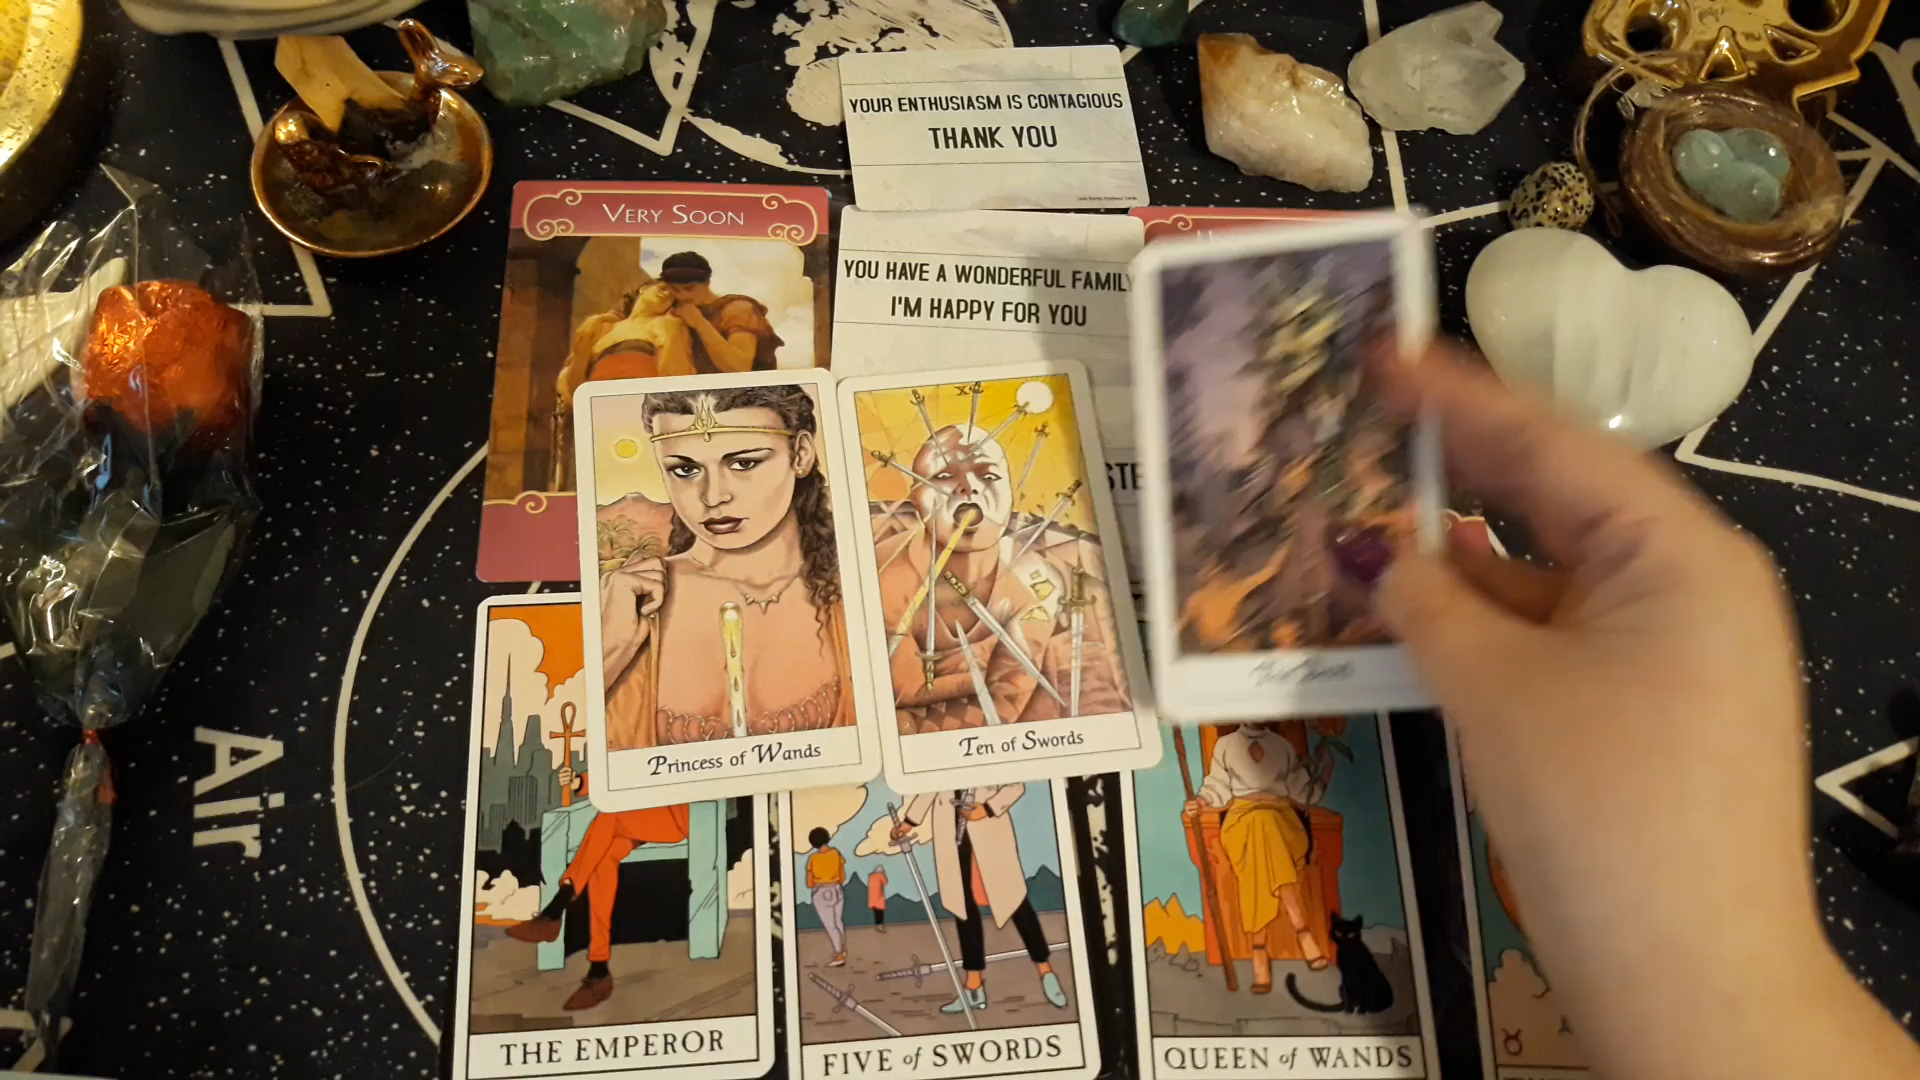 YOUR ENTHUSIASM IS CONTAGIOUS
THANK YOU
VERY SOON
YOU HAVE A WONDERFUL FAMILY
I'M HAPPY FOR YOU
STE
X
Princess of Wands
Ten of Swords
Air
THE EMPEROR
FIVE of SWORDS
QUEEN of WANDS